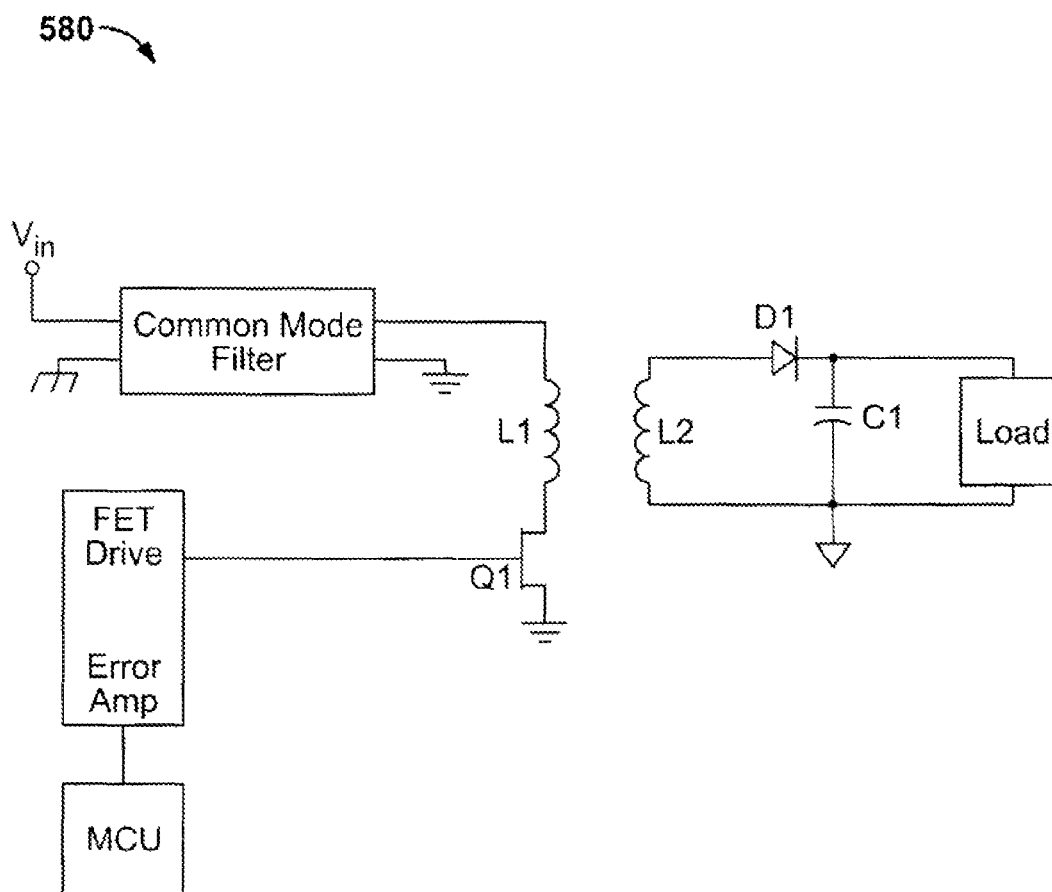 580
Vin
Common Mode
Filter
D1
L1
L2
C1
Load
FET
Drive
Q1
Error
Amp
MCU